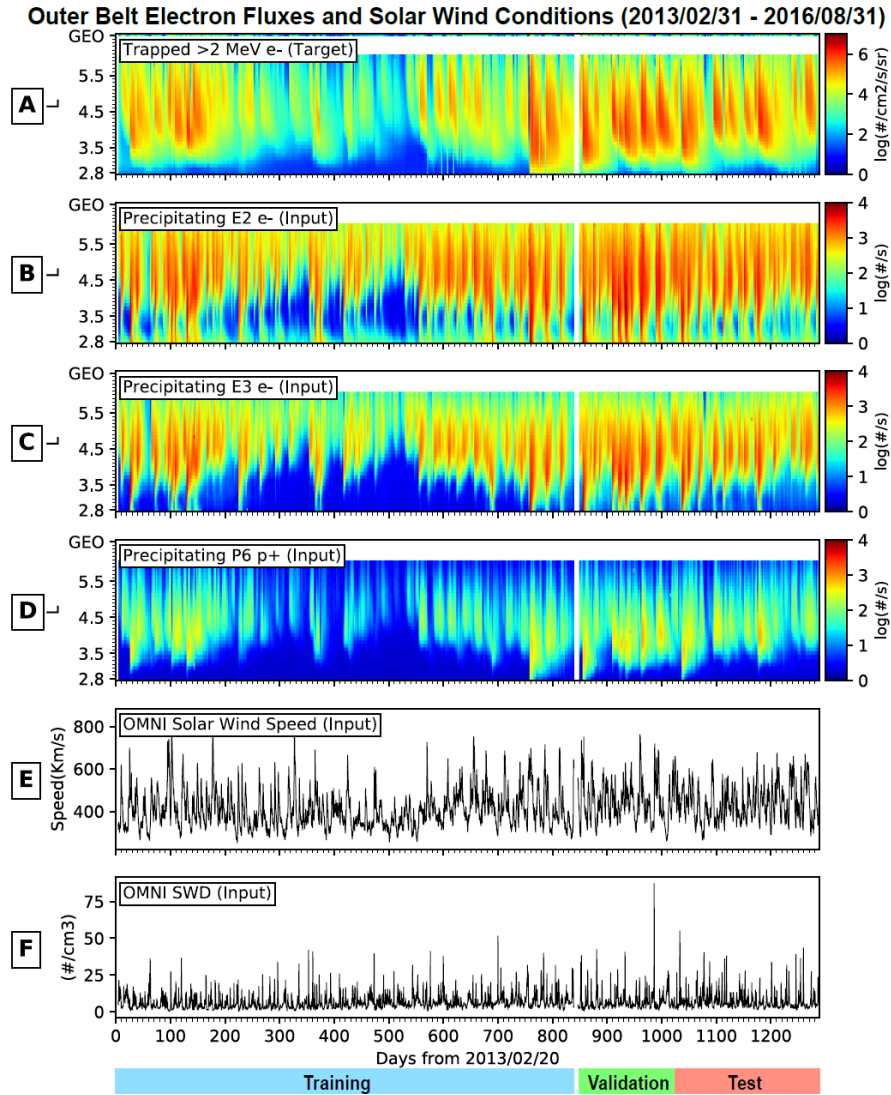 Outer Belt Electron Fluxes and Solar Wind Conditions (2013/02/31 - 2016/08/31)
A
L
GEO
5.5
4.5
3.5
2.8
Trapped >2 MeV e- (Target)
6
4
2
0
log(#/cm2/s/sr)
B
L
GEO
5.5
4.5
3.5
2.8
Precipitating E2 e- (Input)
4
3
2
1
0
log(#/s)
C
L
GEO
5.5
4.5
3.5
2.8
Precipitating E3 e- (Input)
4
3
2
1
0
log(#/s)
D
L
GEO
5.5
4.5
3.5
2.8
Precipitating P6 p+ (Input)
4
3
2
1
0
log(#/s)
E
Speed(Km/s)
800
600
400
OMNI Solar Wind Speed (Input)
F
(#/cm3)
75
50
25
0
OMNI SWD (Input)
0 100 200 300 400 500 600 700 800 900 1000 1100 1200
Days from 2013/02/20
Training Validation Test